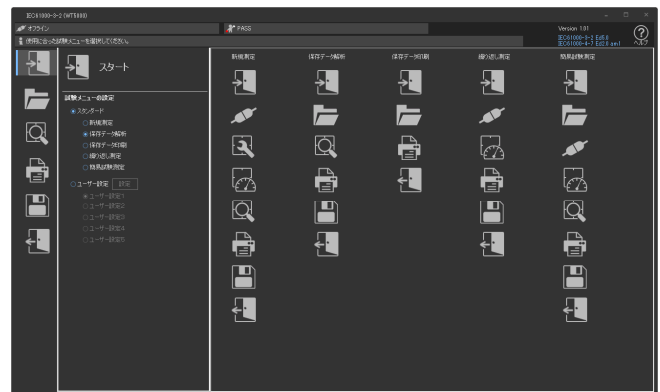 IEC61000-3-2 (WT5000)
オフライン
PASS
Version 1.01
IEC61000-3-2 Ed5.0
IEC61000-4-7 Ed2.0 am1
ヘルプ
使用に合った試験メニューを選択してください。
スタート
試験メニューの設定
スタンダード
新規測定
保存データ解析
保存データ印刷
繰り返し測定
簡易試験測定
ユーザー設定 設定
ユーザー設定1
ユーザー設定2
ユーザー設定3
ユーザー設定4
ユーザー設定5
新規測定 保存データ解析 保存データ印刷 繰り返し測定 簡易試験測定